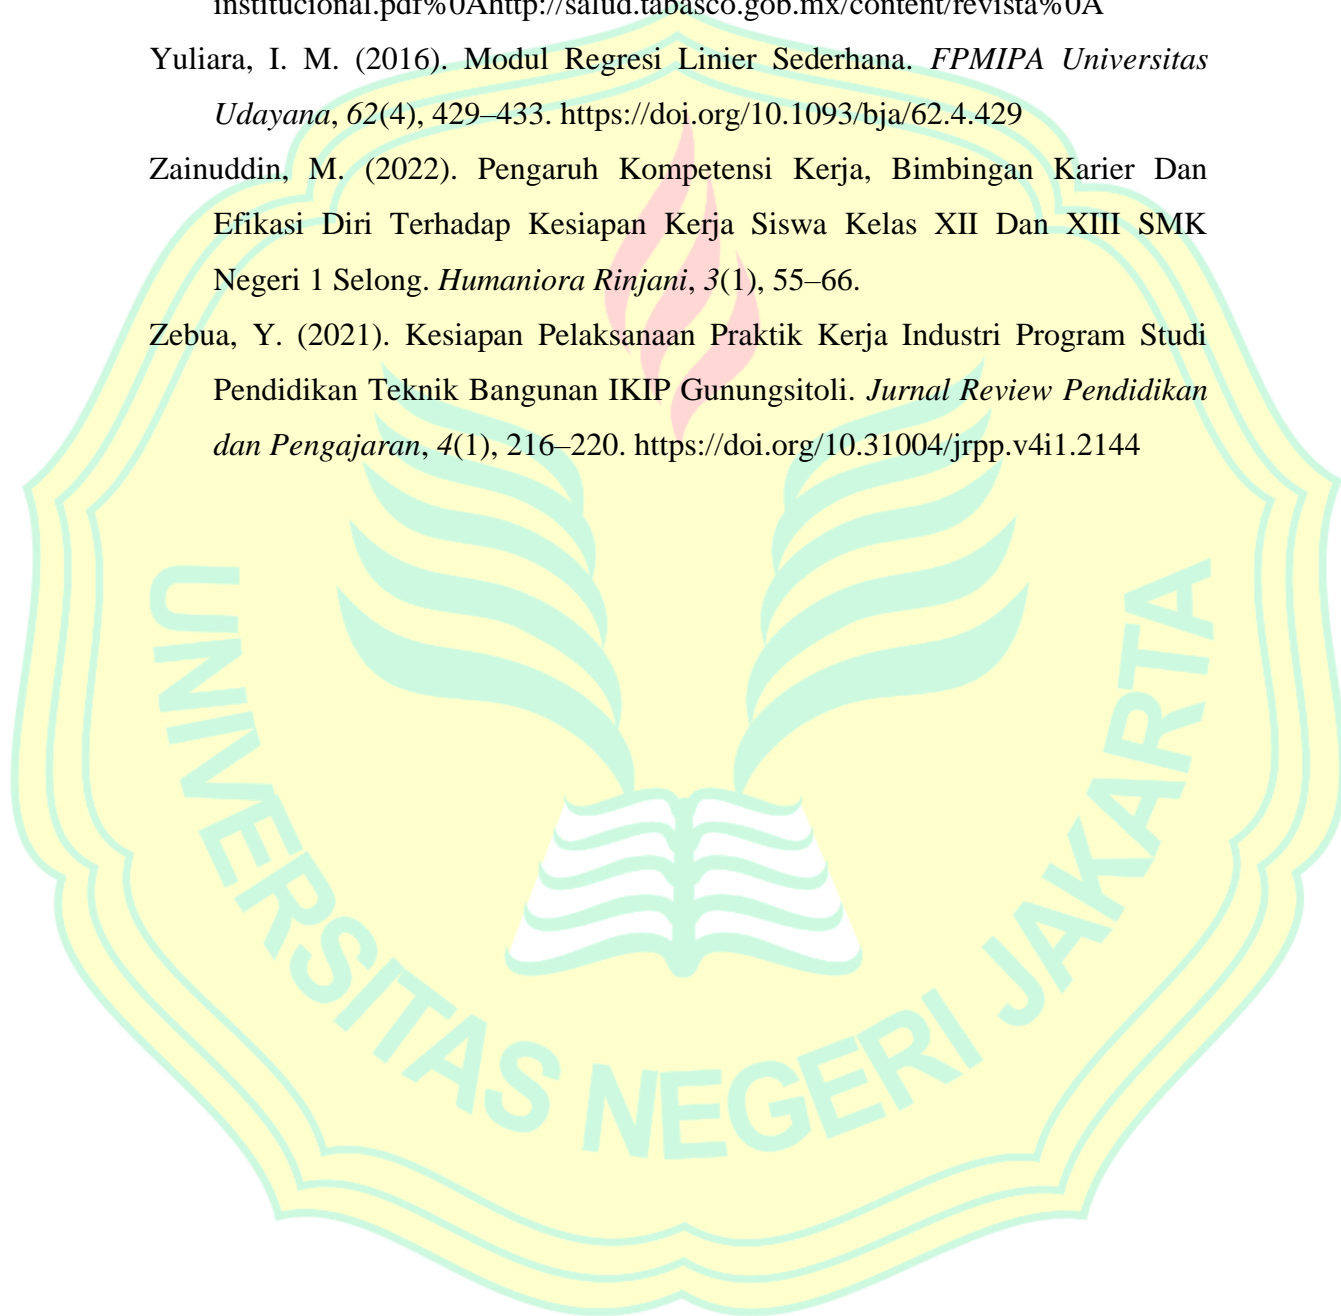 institucional.pdf%0Ahttp://salud.tabasco.gob.mx/content/revista%0A
Yuliara, I. M. (2016). Modul Regresi Linier Sederhana. FPMIPA Universitas
Udayana, 62(4), 429–433. https://doi.org/10.1093/bja/62.4.429
Zainuddin, M. (2022). Pengaruh Kompetensi Kerja, Bimbingan Karier Dan
Efikasi Diri Terhadap Kesiapan Kerja Siswa Kelas XII Dan XIII SMK
Negeri 1 Selong. Humaniora Rinjani, 3(1), 55–66.
Zebua, Y. (2021). Kesiapan Pelaksanaan Praktik Kerja Industri Program Studi
Pendidikan Teknik Bangunan IKIP Gunungsitoli. Jurnal Review Pendidikan
dan Pengajaran, 4(1), 216–220. https://doi.org/10.31004/jrpp.v4i1.2144
UNIVERSITAS NEGERI JAKARTA